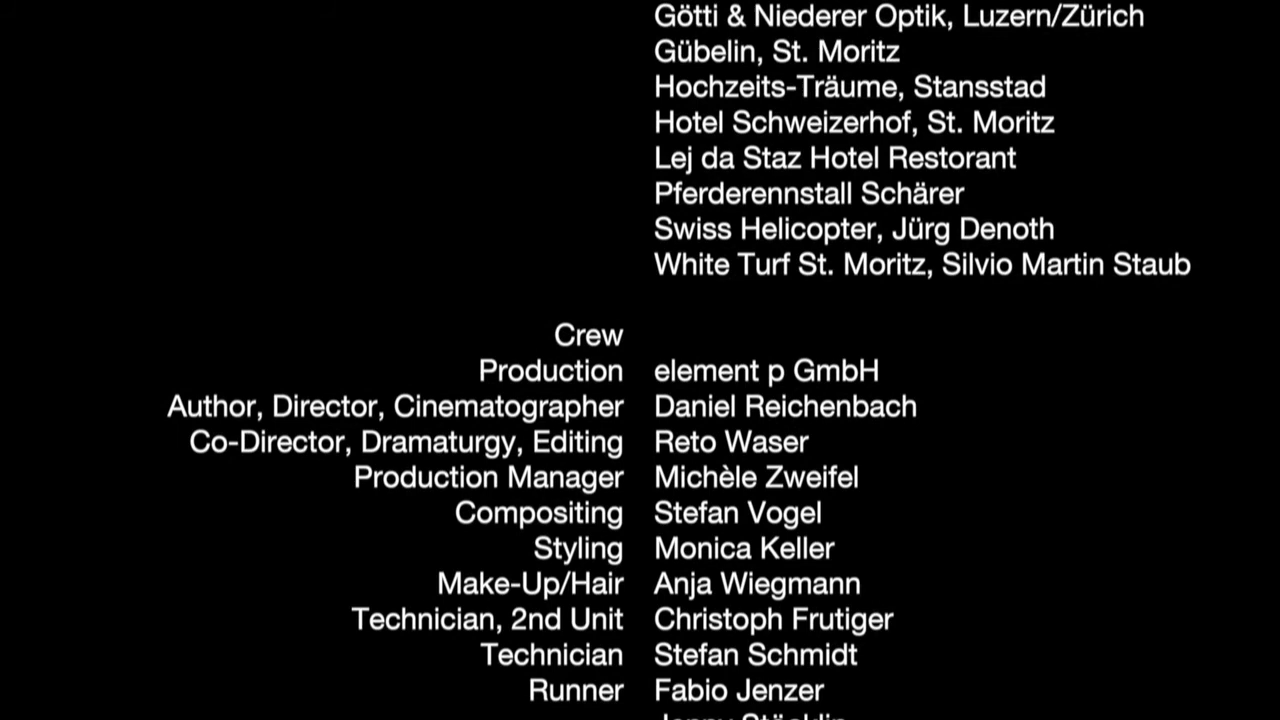 Götti & Niederer Optik, Luzern/Zürich
Gübelin, St. Moritz
Hochzeits-Träume, Stansstad
Hotel Schweizerhof, St. Moritz
Lej da Staz Hotel Restorant
Pferderennstall Schärer
Swiss Helicopter, Jürg Denoth
White Turf St. Moritz, Silvio Martin Staub
Crew
Production element p GmbH
Author, Director, Cinematographer Daniel Reichenbach
Co-Director, Dramaturgy, Editing Reto Waser
Production Manager Michèle Zweifel
Compositing Stefan Vogel
Styling Monica Keller
Make-Up/Hair Anja Wiegmann
Technician, 2nd Unit Christoph Frutiger
Technician Stefan Schmidt
Runner Fabio Jenzer